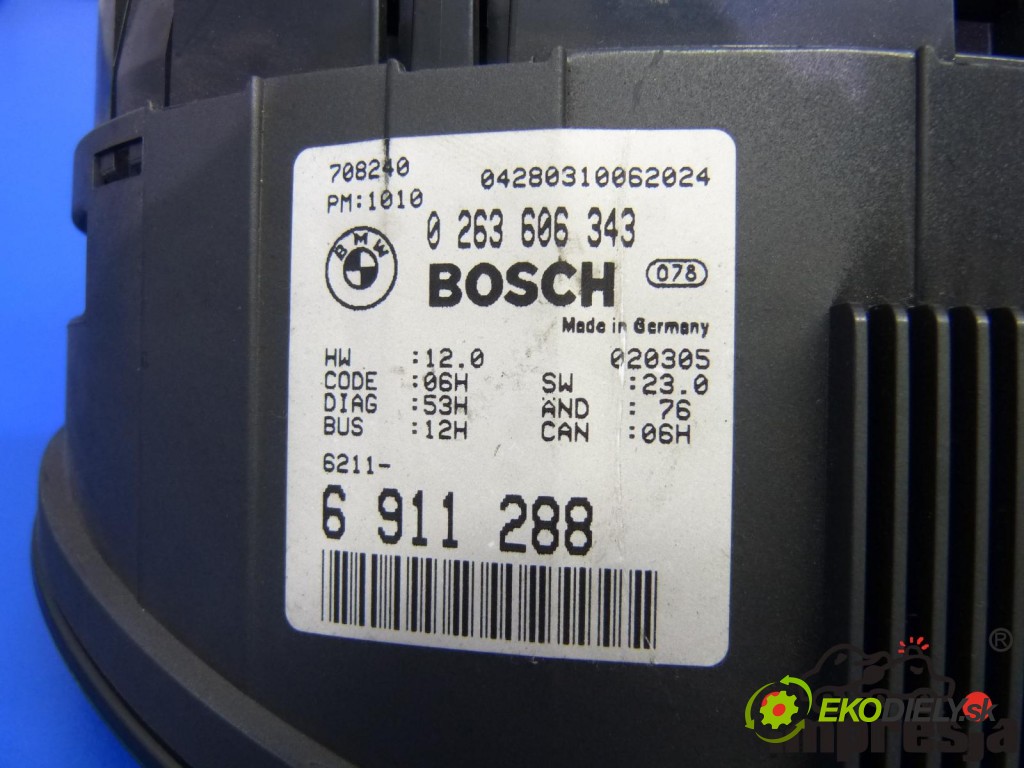 708240 04280310062024
PM:1010
0 263 606 343
BMW
BOSCH 078
Made in Germany
HW :12.0 020305
CODE :06H SW :23.0
DIAG :53H ÄND : 76
BUS :12H CAN :06H
6211-
6 911 288
®
EKODIELY.sk
impresja